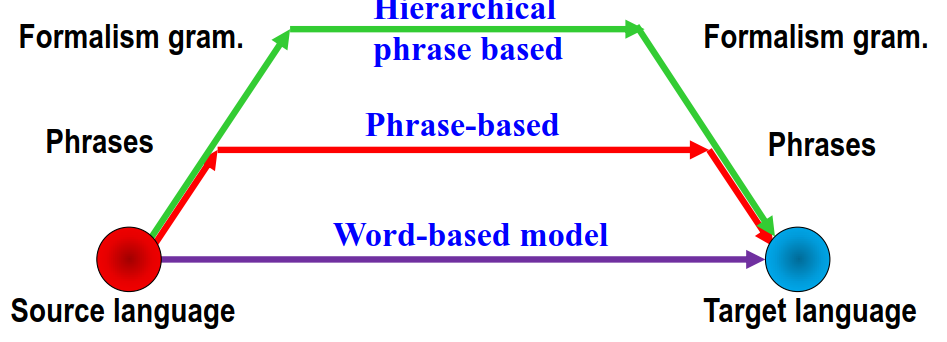 Hierarchical
Formalism gram.
phrase based
Formalism gram.
Phrase-based
Phrases
Phrases
Word-based model
Source language
Target language